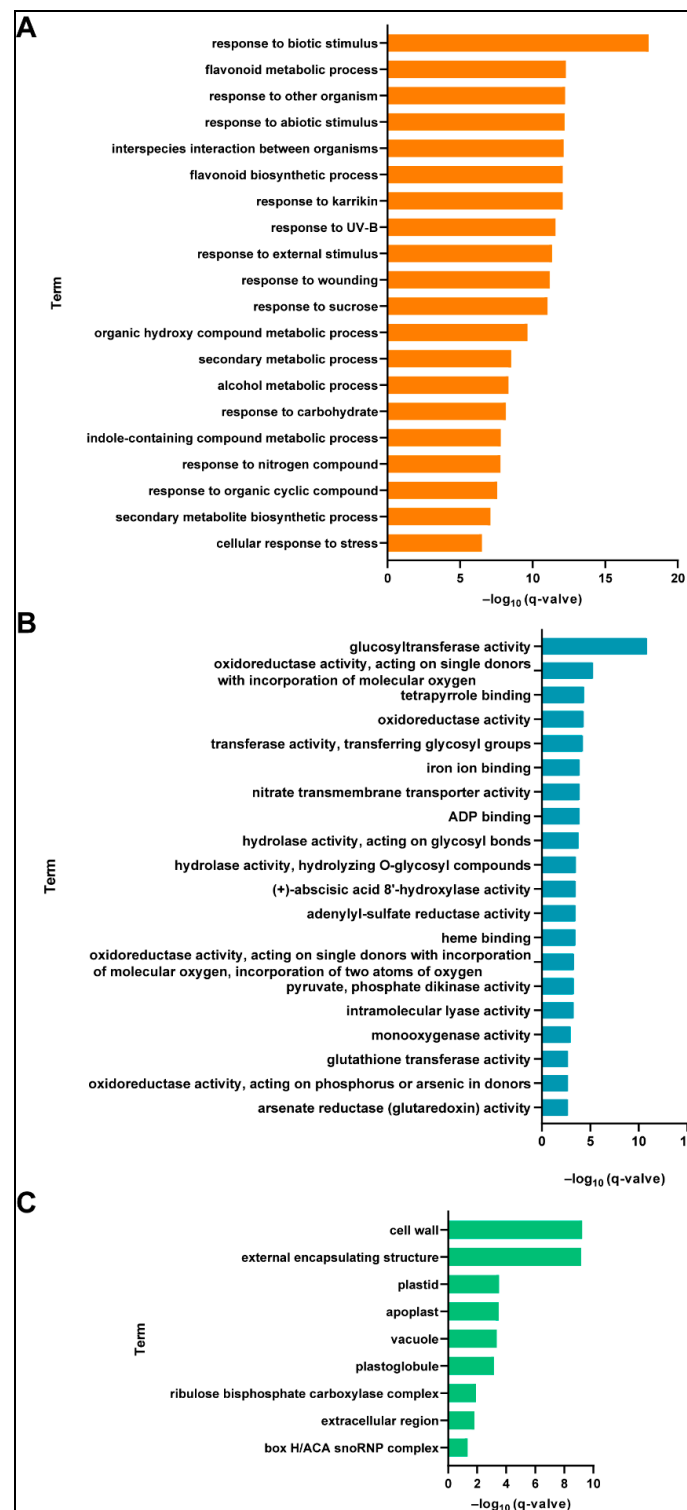 A
response to biotic stimulus
flavonoid metabolic process
response to other organism
response to abiotic stimulus
interspecies interaction between organisms
flavonoid biosynthetic process
response to karrikin
response to UV-B
response to external stimulus
response to wounding
response to sucrose
organic hydroxy compound metabolic process
secondary metabolic process
alcohol metabolic process
response to carbohydrate
indole-containing compound metabolic process
response to nitrogen compound
response to organic cyclic compound
secondary metabolite biosynthetic process
cellular response to stress
Term
0 5 10 15 20
–log10 (q-valve)
B
glucosyltransferase activity
oxidoreductase activity, acting on single donors
with incorporation of molecular oxygen
tetrapyrrole binding
oxidoreductase activity
transferase activity, transferring glycosyl groups
iron ion binding
nitrate transmembrane transporter activity
ADP binding
hydrolase activity, acting on glycosyl bonds
hydrolase activity, hydrolyzing O-glycosyl compounds
(+)-abscisic acid 8'-hydroxylase activity
adenylyl-sulfate reductase activity
heme binding
oxidoreductase activity, acting on single donors with incorporation
of molecular oxygen, incorporation of two atoms of oxygen
pyruvate, phosphate dikinase activity
intramolecular lyase activity
monooxygenase activity
glutathione transferase activity
oxidoreductase activity, acting on phosphorus or arsenic in donors
arsenate reductase (glutaredoxin) activity
Term
0 5 10 1
–log10 (q-valve)
C
cell wall
external encapsulating structure
plastid
apoplast
vacuole
plastoglobule
ribulose bisphosphate carboxylase complex
extracellular region
box H/ACA snoRNP complex
Term
0 2 4 6 8 10
–log10 (q-valve)